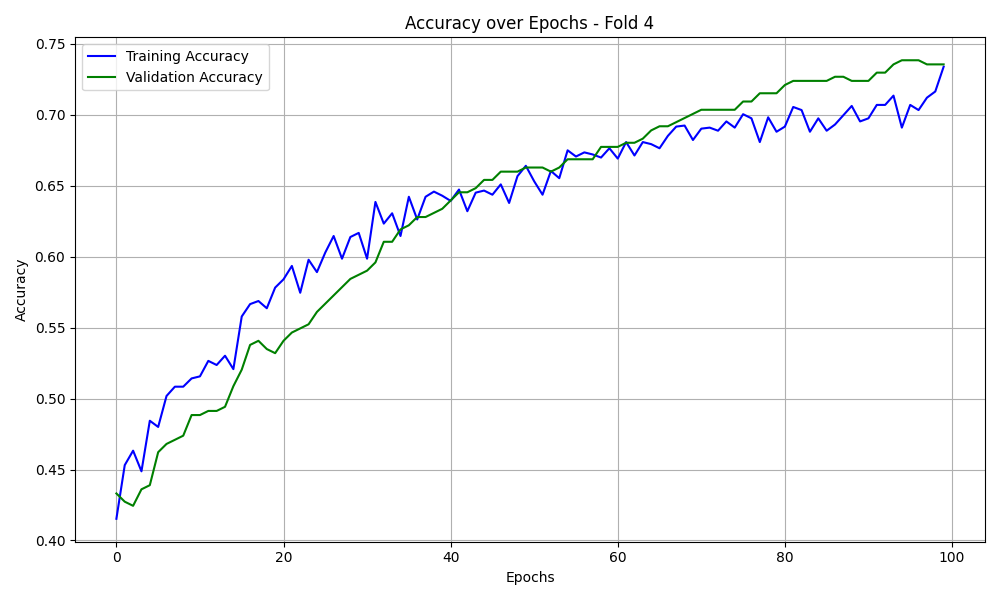 Accuracy over Epochs - Fold 4
Training Accuracy
Validation Accuracy
Accuracy
0.75
0.70
0.65
0.60
0.55
0.50
0.45
0.40
0 20 40 60 80 100
Epochs